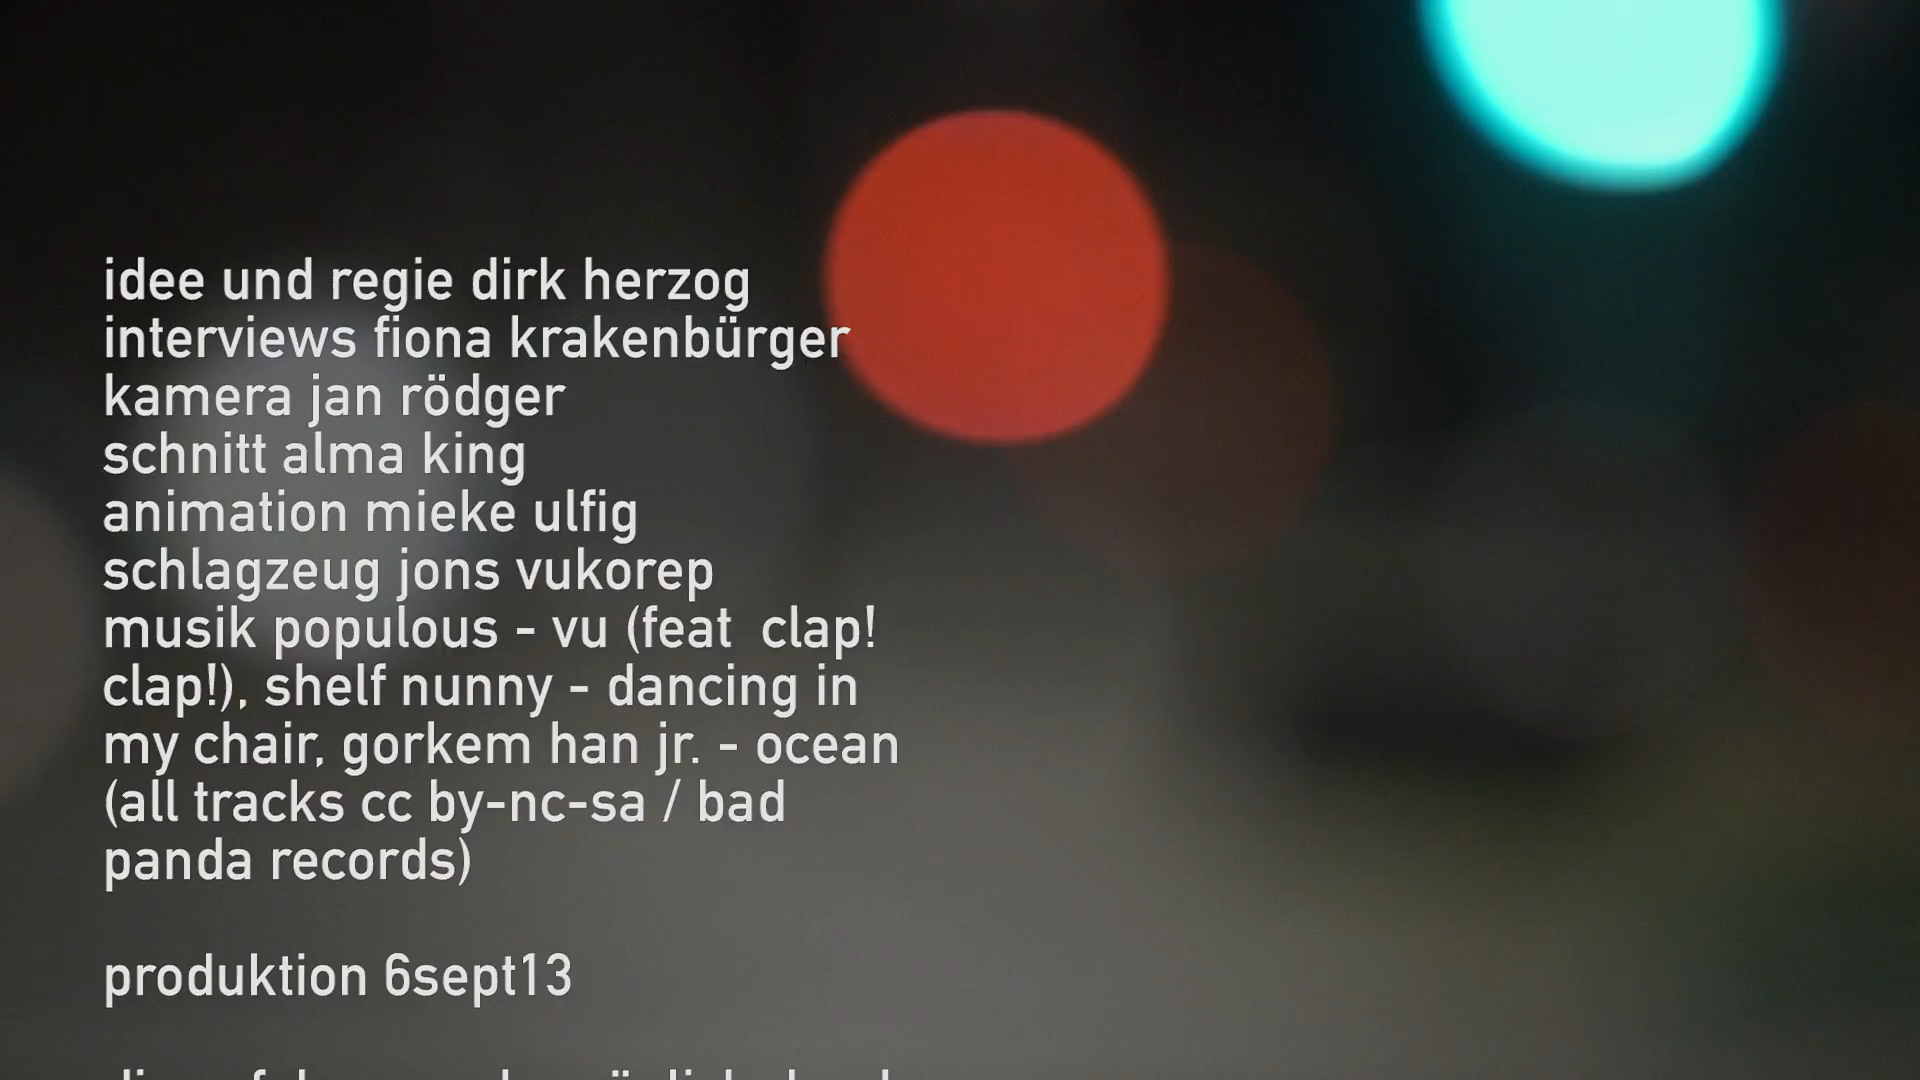 idee und regie dirk herzog
interviews fiona krakenbürger
kamera jan rödger
schnitt alma king
animation mieke ulfig
schlagzeug jons vukorep
musik populous - vu (feat  clap!
clap!), shelf nunny - dancing in
my chair, gorkem han jr. - ocean
(all tracks cc by-nc-sa / bad
panda records)
produktion 6sept13